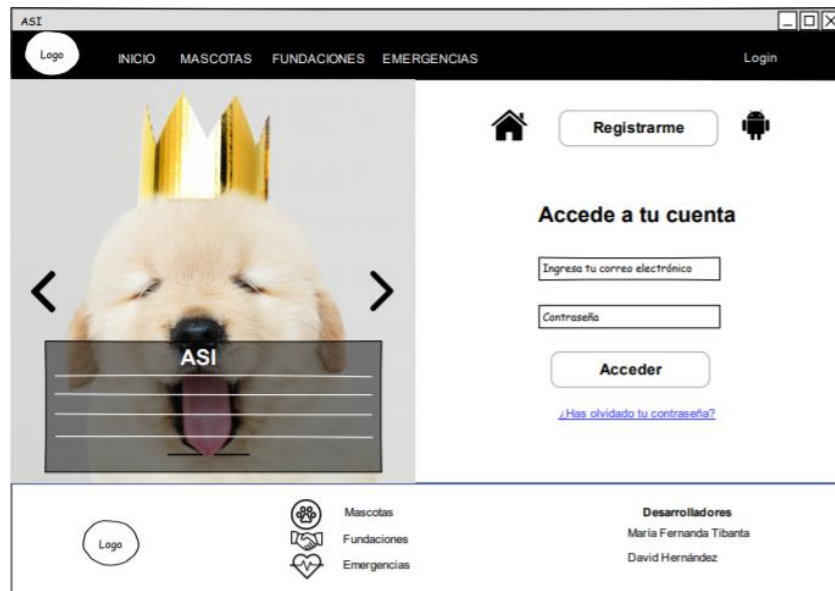 ASI
Logo
INICIO MASCOTAS FUNDACIONES EMERGENCIAS
Login
Registrarme
Accede a tu cuenta
Ingresa tu correo electrónico
Contraseña
Acceder
¿Has olvidado tu contraseña?
ASI
Logo
Mascotas
Fundaciones
Emergencias
Desarrolladores
María Fernanda Tibanta
David Hernández